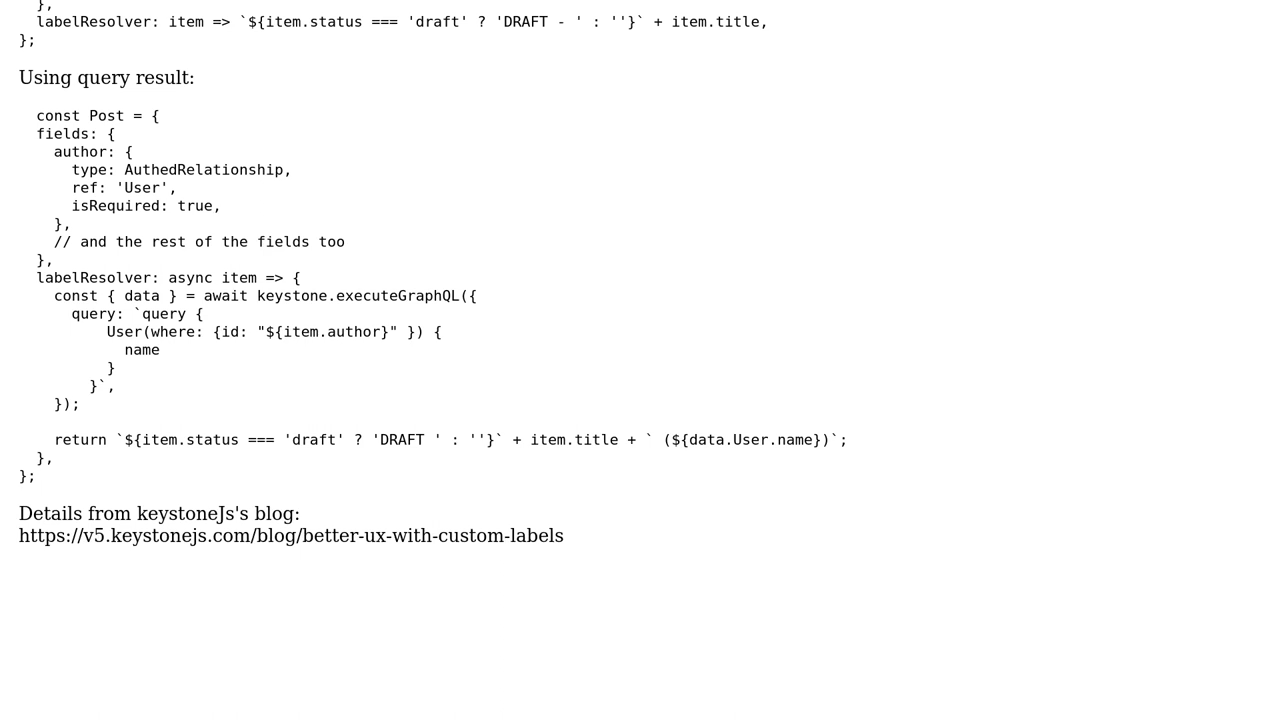 },
  labelResolver: item => `${item.status === 'draft' ? 'DRAFT - ' : ''}` + item.title,
};
Using query result:
  const Post = {
  fields: {
    author: {
      type: AuthedRelationship,
      ref: 'User',
      isRequired: true,
    },
    // and the rest of the fields too
  },
  labelResolver: async item => {
    const { data } = await keystone.executeGraphQL({
      query: `query {
          User(where: {id: "${item.author}" }) {
            name
          }
        }`,
    });

    return `${item.status === 'draft' ? 'DRAFT ' : ''}` + item.title + ` (${data.User.name})`;
  },
};
Details from keystoneJs's blog:
https://v5.keystonejs.com/blog/better-ux-with-custom-labels